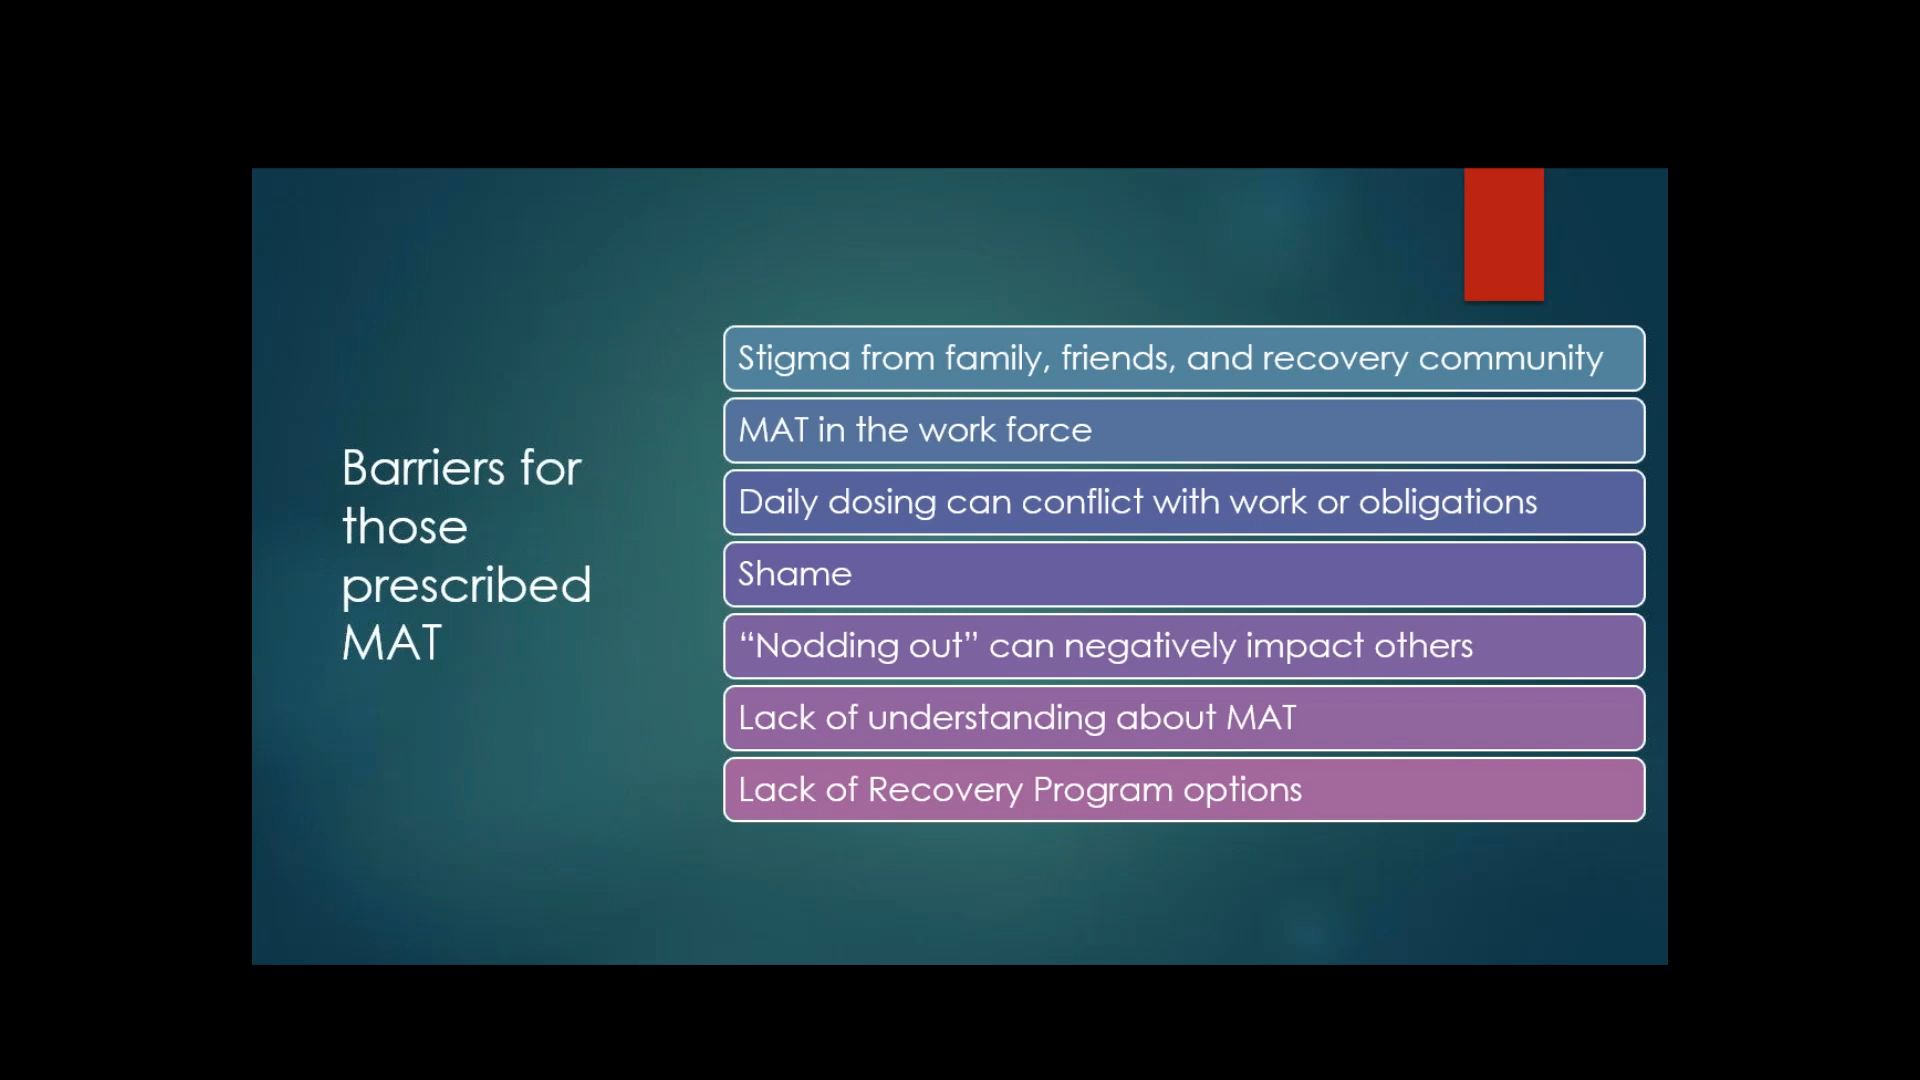 Barriers for
those
prescribed
MAT
Stigma from family, friends, and recovery community
MAT in the work force
Daily dosing can conflict with work or obligations
Shame
“Nodding out” can negatively impact others
Lack of understanding about MAT
Lack of Recovery Program options